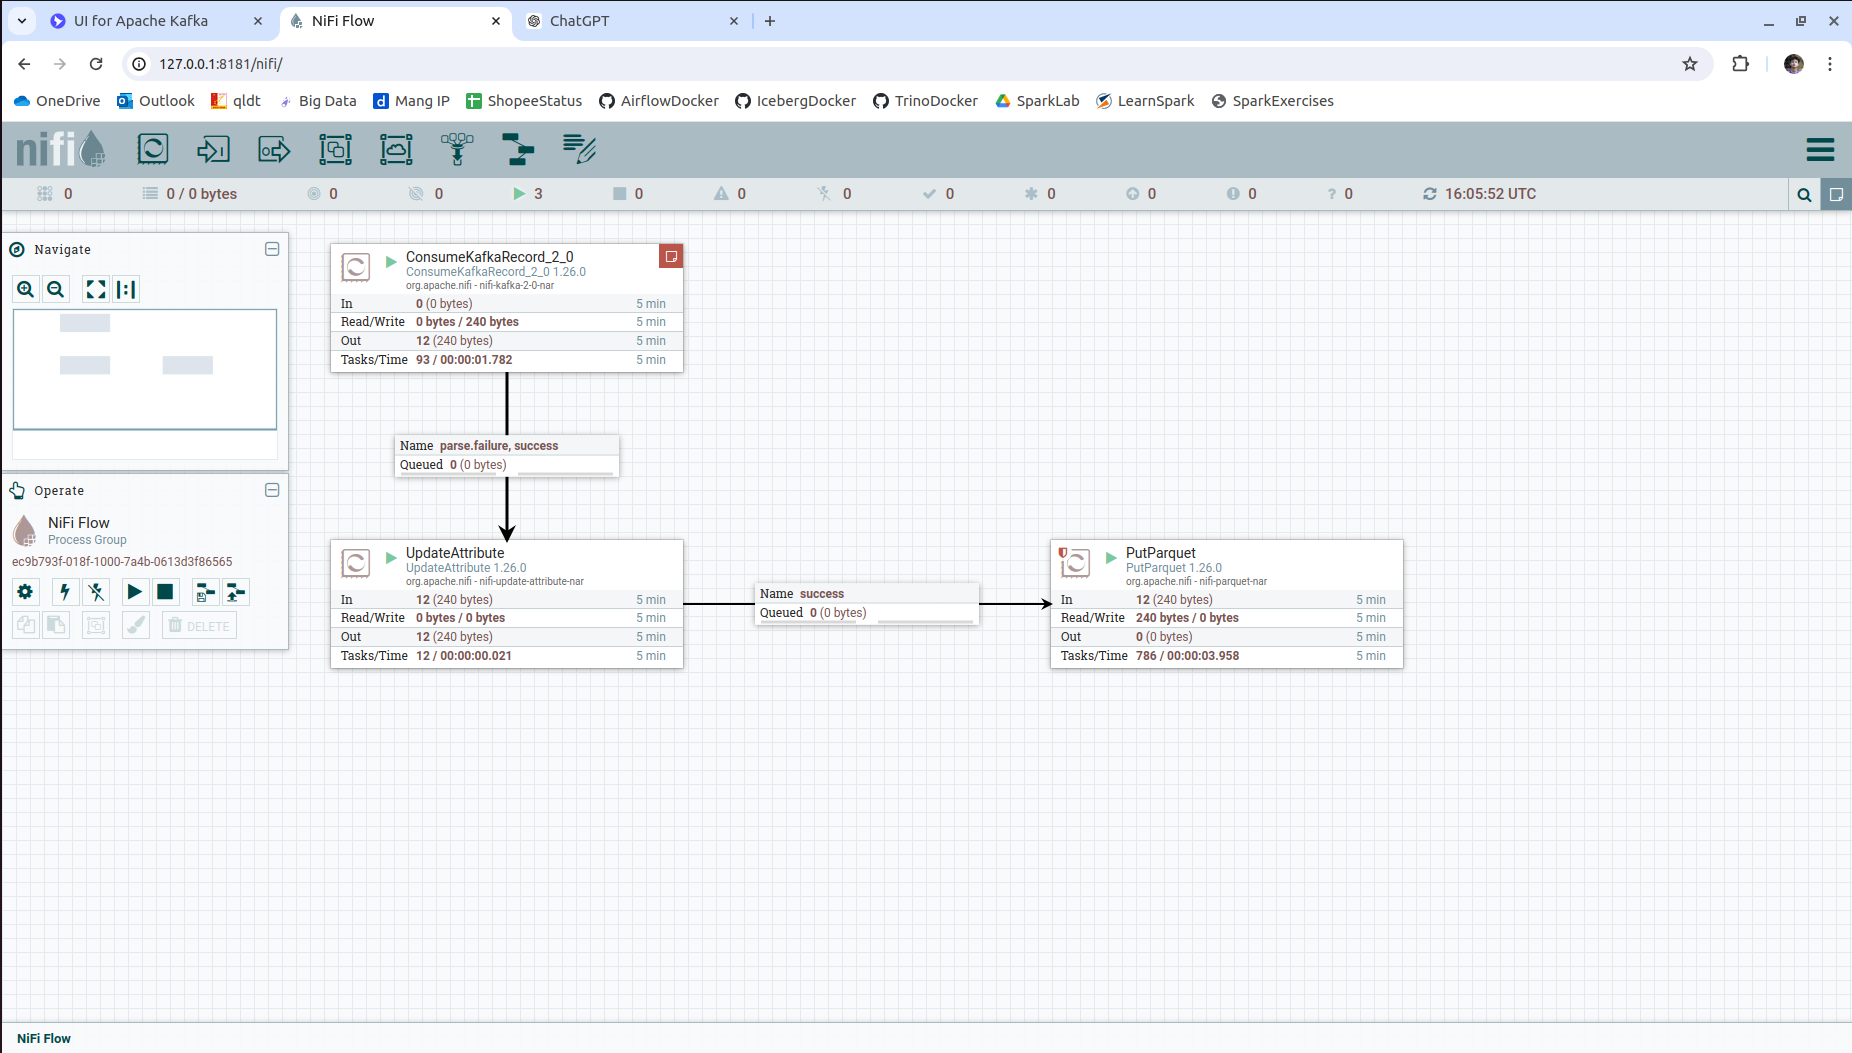 UI for Apache Kafka
NiFi Flow
ChatGPT
127.0.0.1:8181/nifi/
OneDrive
Outlook
qldt
Big Data
Mang IP
ShopeeStatus
AirflowDocker
IcebergDocker
TrinoDocker
SparkLab
LearnSpark
SparkExercises
nifi
0
0 / 0 bytes
0
0
3
0
0
0
0
0
0
0
? 0
16:05:52 UTC
Navigate
Operate
NiFi Flow
Process Group
ec9b793f-018f-1000-7a4b-0613d3f86565
DELETE
ConsumeKafkaRecord_2_0
ConsumeKafkaRecord_2_0 1.26.0
org.apache.nifi - nifi-kafka-2-0-nar
In 0 (0 bytes) 5 min
Read/Write 0 bytes / 240 bytes 5 min
Out 12 (240 bytes) 5 min
Tasks/Time 93 / 00:00:01.782 5 min
Name parse.failure, success
Queued 0 (0 bytes)
UpdateAttribute
UpdateAttribute 1.26.0
org.apache.nifi - nifi-update-attribute-nar
In 12 (240 bytes) 5 min
Read/Write 0 bytes / 0 bytes 5 min
Out 12 (240 bytes) 5 min
Tasks/Time 12 / 00:00:00.021 5 min
Name success
Queued 0 (0 bytes)
PutParquet
PutParquet 1.26.0
org.apache.nifi - nifi-parquet-nar
In 12 (240 bytes) 5 min
Read/Write 240 bytes / 0 bytes 5 min
Out 0 (0 bytes) 5 min
Tasks/Time 786 / 00:00:03.958 5 min
NiFi Flow